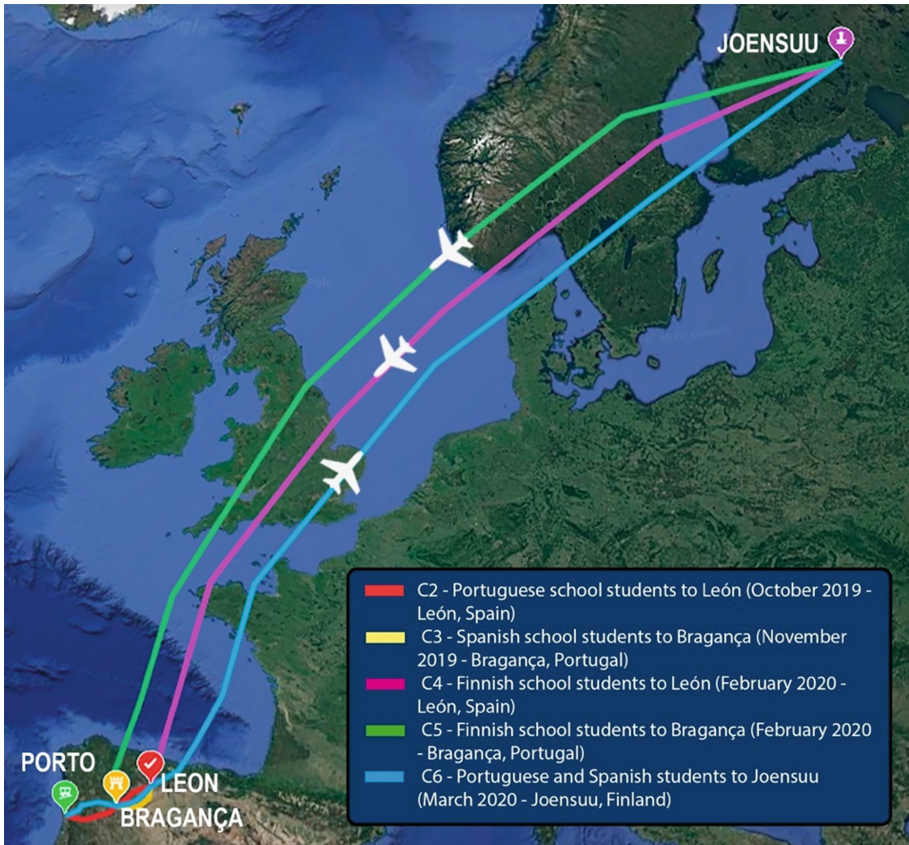 JOENSUU
2020 Google
C2 - Portuguese school students to León (October 2019 -
León, Spain)
C3 - Spanish school students to Bragança (November
2019 - Bragança, Portugal)
C4 - Finnish school students to León (February 2020 -
León, Spain)
C5 - Finnish school students to Bragança (February 2020
- Bragança, Portugal)
C6 - Portuguese and Spanish students to Joensuu
(March 2020 - Joensuu, Finland)
PORTO
LEON
BRAGANÇA